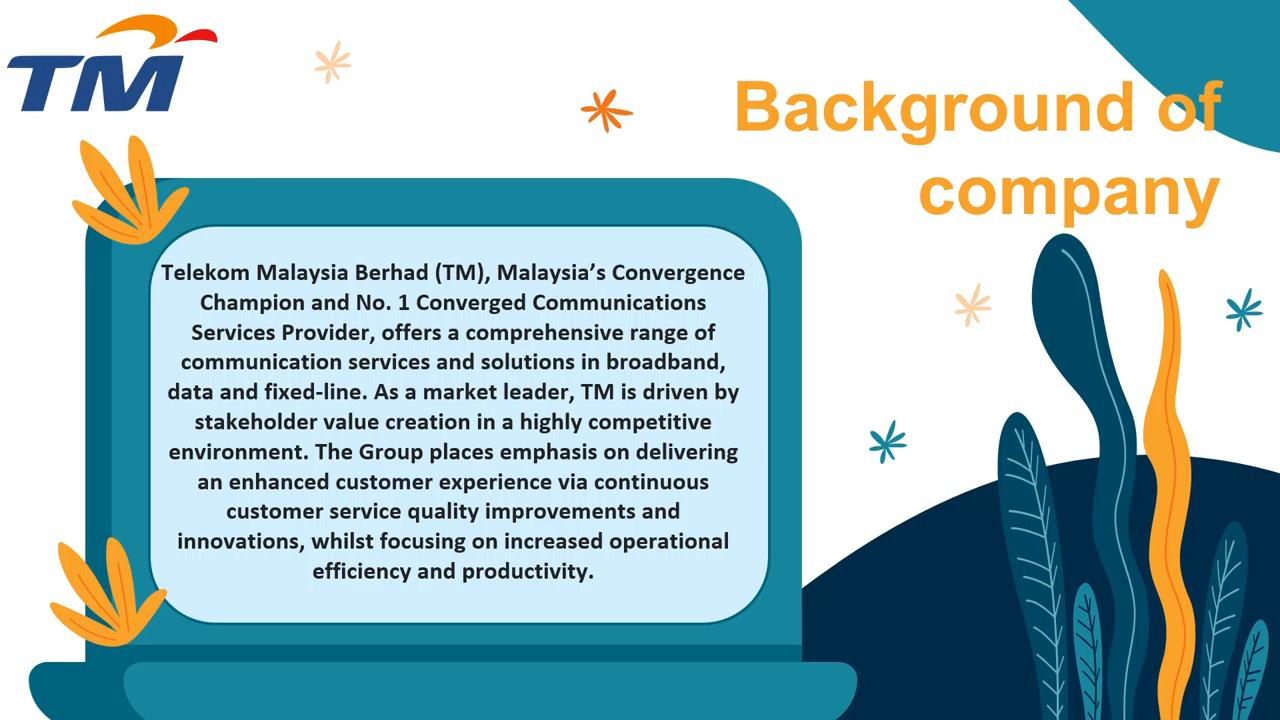 TM
Background of
company
Telekom Malaysia Berhad (TM), Malaysia’s Convergence
Champion and No. 1 Converged Communications
Services Provider, offers a comprehensive range of
communication services and solutions in broadband,
data and fixed-line. As a market leader, TM is driven by
stakeholder value creation in a highly competitive
environment. The Group places emphasis on delivering
an enhanced customer experience via continuous
customer service quality improvements and
innovations, whilst focusing on increased operational
efficiency and productivity.